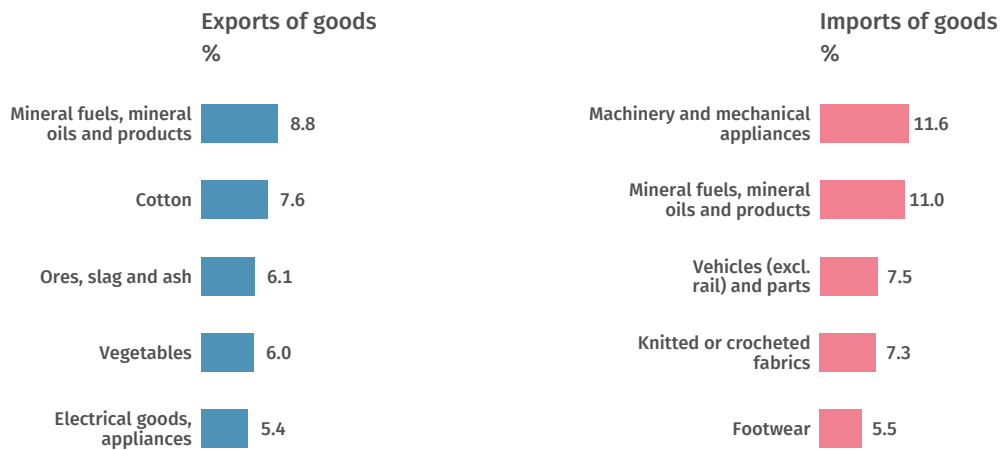 Exports of goods
%
Mineral fuels, mineral
oils and products
8.8
Cotton
7.6
Ores, slag and ash
6.1
Vegetables
6.0
Electrical goods,
appliances
5.4
Imports of goods
%
Machinery and mechanical
appliances
11.6
Mineral fuels, mineral
oils and products
11.0
Vehicles (excl.
rail) and parts
7.5
Knitted or crocheted
fabrics
7.3
Footwear
5.5